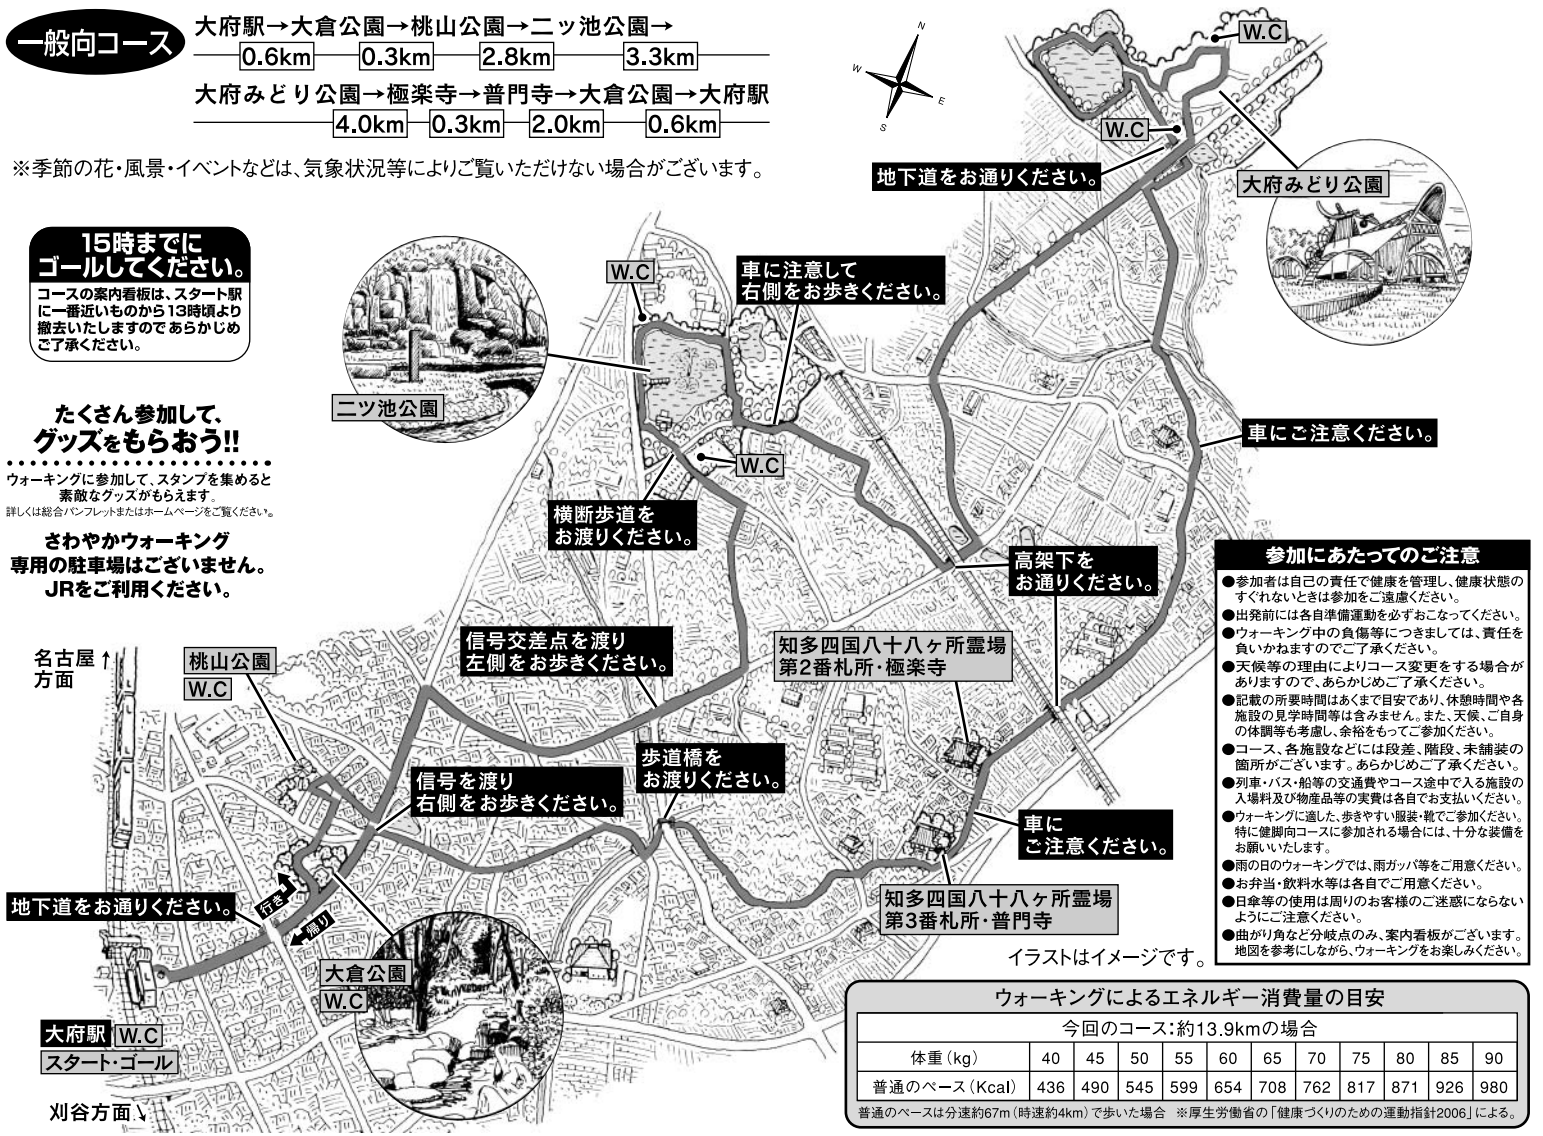 一般向コース
大府駅→大倉公園→桃山公園→二ツ池公園→
0.6km 0.3km 2.8km 3.3km
大府みどり公園→極楽寺→普門寺→大倉公園→大府駅
4.0km 0.3km 2.0km 0.6km
※季節の花・風景・イベントなどは、気象状況等によりご覧いただけない場合がございます。
15時までに
ゴールしてください。
コースの案内看板は、スタート駅
に一番近いものから13時頃より
撤去いたしますのであらかじめ
ご了承ください。
たくさん参加して、
グッズをもらおう!!
ウォーキングに参加して、スタンプを集めると
素敵なグッズがもらえます。
詳しくは総合パンフレットまたはホームページをご覧ください。
さわやかウォーキング
専用の駐車場はございません。
JRをご利用ください。
N
W
E
S
W.C
W.C
地下道をお通りください。
大府みどり公園
W.C
車に注意して
右側をお歩きください。
二ツ池公園
W.C
車にご注意ください。
横断歩道を
お渡りください。
高架下を
お通りください。
信号交差点を渡り
左側をお歩きください。
知多四国八十八ヶ所霊場
第2番札所・極楽寺
名古屋
方面
桃山公園
W.C
歩道橋を
お渡りください。
信号を渡り
右側をお歩きください。
車に
ご注意ください。
地下道をお通りください。
行き
帰り
知多四国八十八ヶ所霊場
第3番札所・普門寺
大倉公園
W.C
大府駅 W.C
スタート・ゴール
刈谷方面
イラストはイメージです。
参加にあたってのご注意
●参加者は自己の責任で健康を管理し、健康状態の
すぐれないときは参加をご遠慮ください。
●出発前には各自準備運動を必ずおこなってください。
●ウォーキング中の負傷等につきましては、責任を
負いかねますのでご了承ください。
●天候等の理由によりコース変更をする場合が
ありますので、あらかじめご了承ください。
●記載の所要時間はあくまで目安であり、休憩時間や各
施設の見学時間等は含みません。また、天候、ご自身
の体調等も考慮し、余裕をもってご参加ください。
●コース、各施設などには段差、階段、未舗装の
箇所がございます。あらかじめご了承ください。
●列車・バス・船等の交通費やコース途中で入る施設の
入場料及び物産品等の実費は各自でお支払いください。
●ウォーキングに適した、歩きやすい服装・靴でご参加ください。
特に健脚向コースに参加される場合には、十分な装備を
お願いいたします。
●雨の日のウォーキングでは、雨ガッパ等をご用意ください。
●お弁当・飲料水等は各自でご用意ください。
●日傘等の使用は周りのお客様のご迷惑にならない
ようにご注意ください。
●曲がり角など分岐点のみ、案内看板がございます。
地図を参考にしながら、ウォーキングをお楽しみください。
ウォーキングによるエネルギー消費量の目安
今回のコース:約13.9kmの場合
体重(kg) 40 45 50 55 60 65 70 75 80 85 90
普通のペース(Kcal) 436 490 545 599 654 708 762 817 871 926 980
普通のペースは分速約67m(時速約4km)で歩いた場合 ※厚生労働省の「健康づくりのための運動指針2006」による。